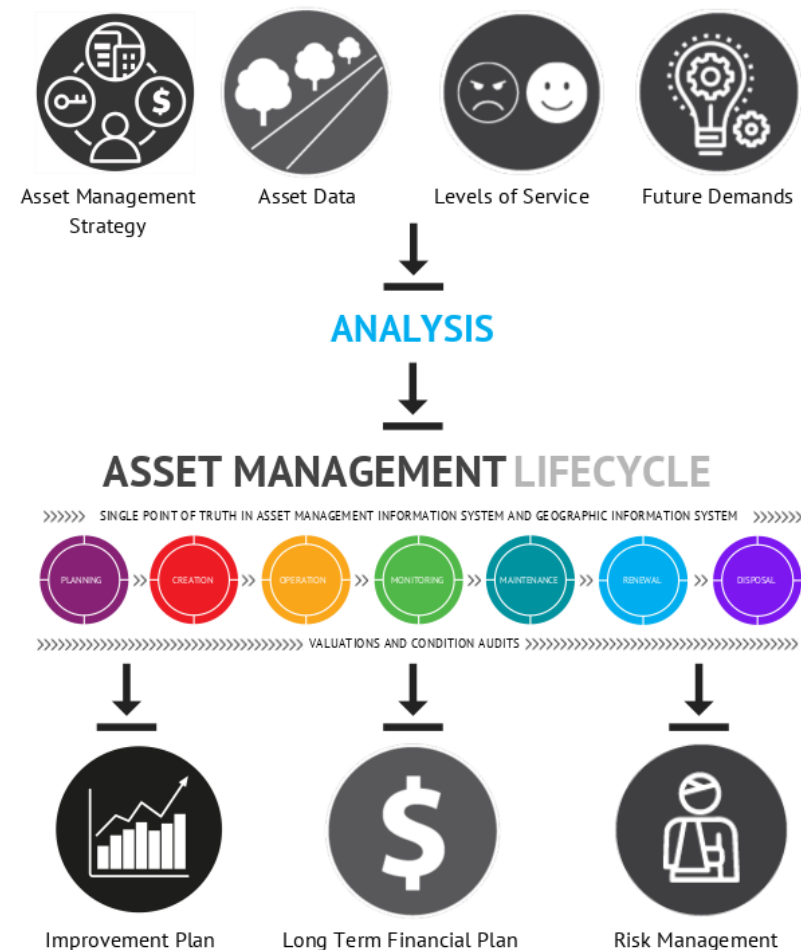 Asset Management
Strategy
Asset Data
Levels of Service
Future Demands
ANALYSIS
ASSET MANAGEMENT LIFECYCLE
SINGLE POINT OF TRUTH IN ASSET MANAGEMENT INFORMATION SYSTEM AND GEOGRAPHIC INFORMATION SYSTEM
PLANNING
CREATION
OPERATION
MONITORING
MAINTENANCE
RENEWAL
DISPOSAL
VALUATIONS AND CONDITION AUDITS
Improvement Plan
Long Term Financial Plan
Risk Management